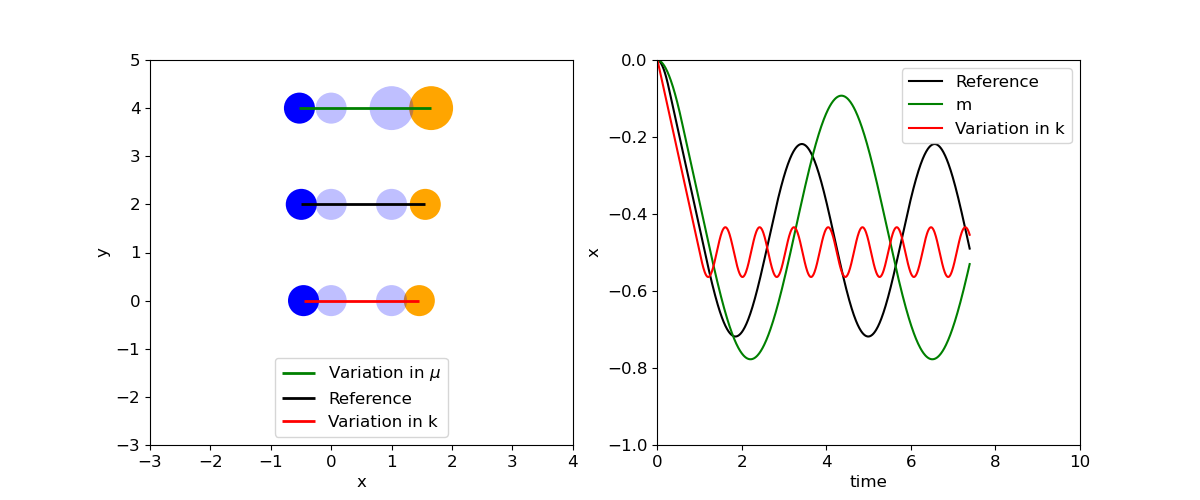 5
4
3
2
1
0
−1
−2
−3
y
−3 −2 −1 0 1 2 3 4
x
Variation in μ
Reference
Variation in k
0.0
−0.2
−0.4
−0.6
−0.8
−1.0
x
0 2 4 6 8 10
time
Reference
m
Variation in k